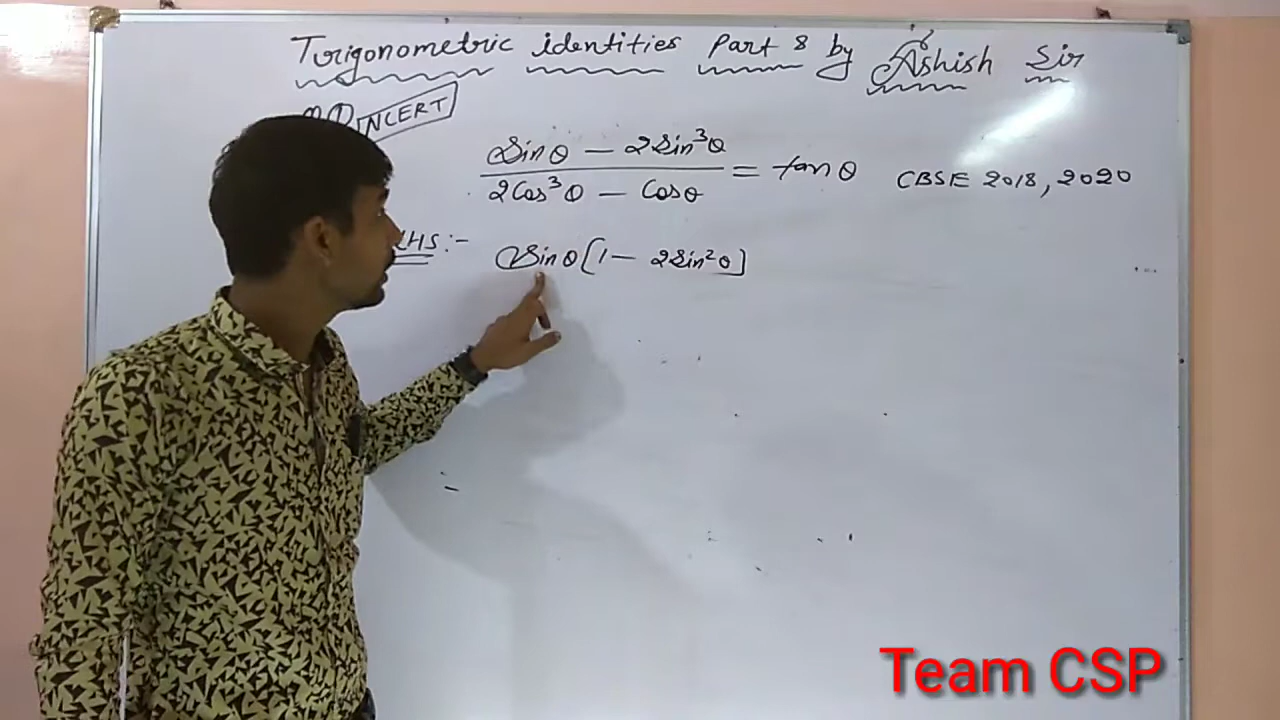 Trigonometric identities Part 8 by Ashish Sir
NCERT
Sinθ − 2Sin³θ
2Cos³θ − Cosθ
= tanθ CBSE 2018, 2020
LHS :- Sinθ[1 − 2Sin²θ]
Team CSP